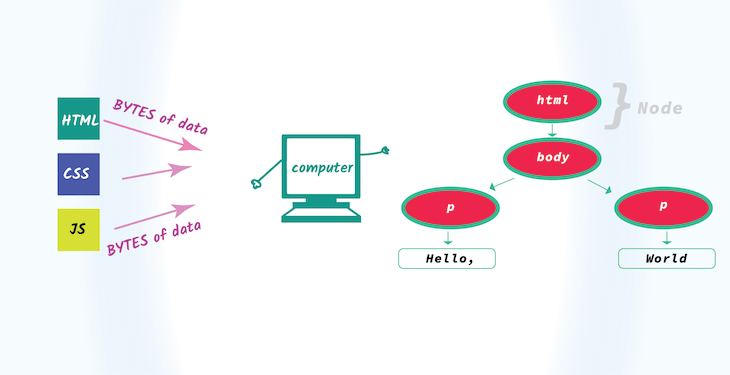 HTML
BYTES of data
CSS
JS
BYTES of data
computer
html
Node
body
p
p
Hello,
World